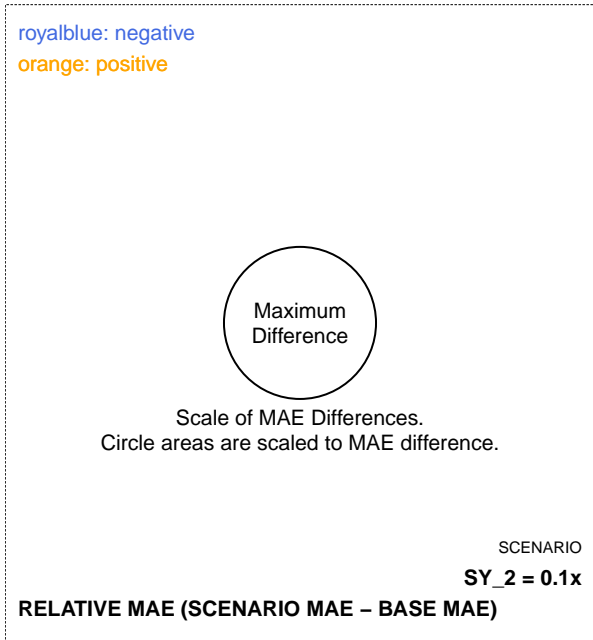 royalblue: negative
orange: positive
Maximum
Difference
Scale of MAE Differences.
Circle areas are scaled to MAE difference.
SCENARIO
SY_2 = 0.1x
RELATIVE MAE (SCENARIO MAE − BASE MAE)